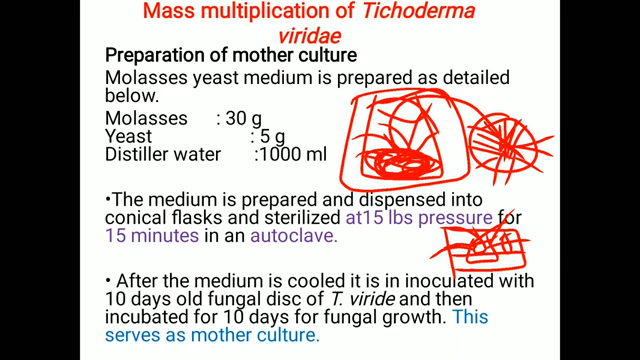 Mass multiplication of Tichoderma
viridae
Preparation of mother culture
Molasses yeast medium is prepared as detailed
below.
Molasses : 30 g
Yeast : 5 g
Distiller water :1000 ml
•The medium is prepared and dispensed into
conical flasks and sterilized at15 lbs pressure for
15 minutes in an autoclave.
• After the medium is cooled it is in inoculated with
10 days old fungal disc of T. viride and then
incubated for 10 days for fungal growth. This
serves as mother culture.